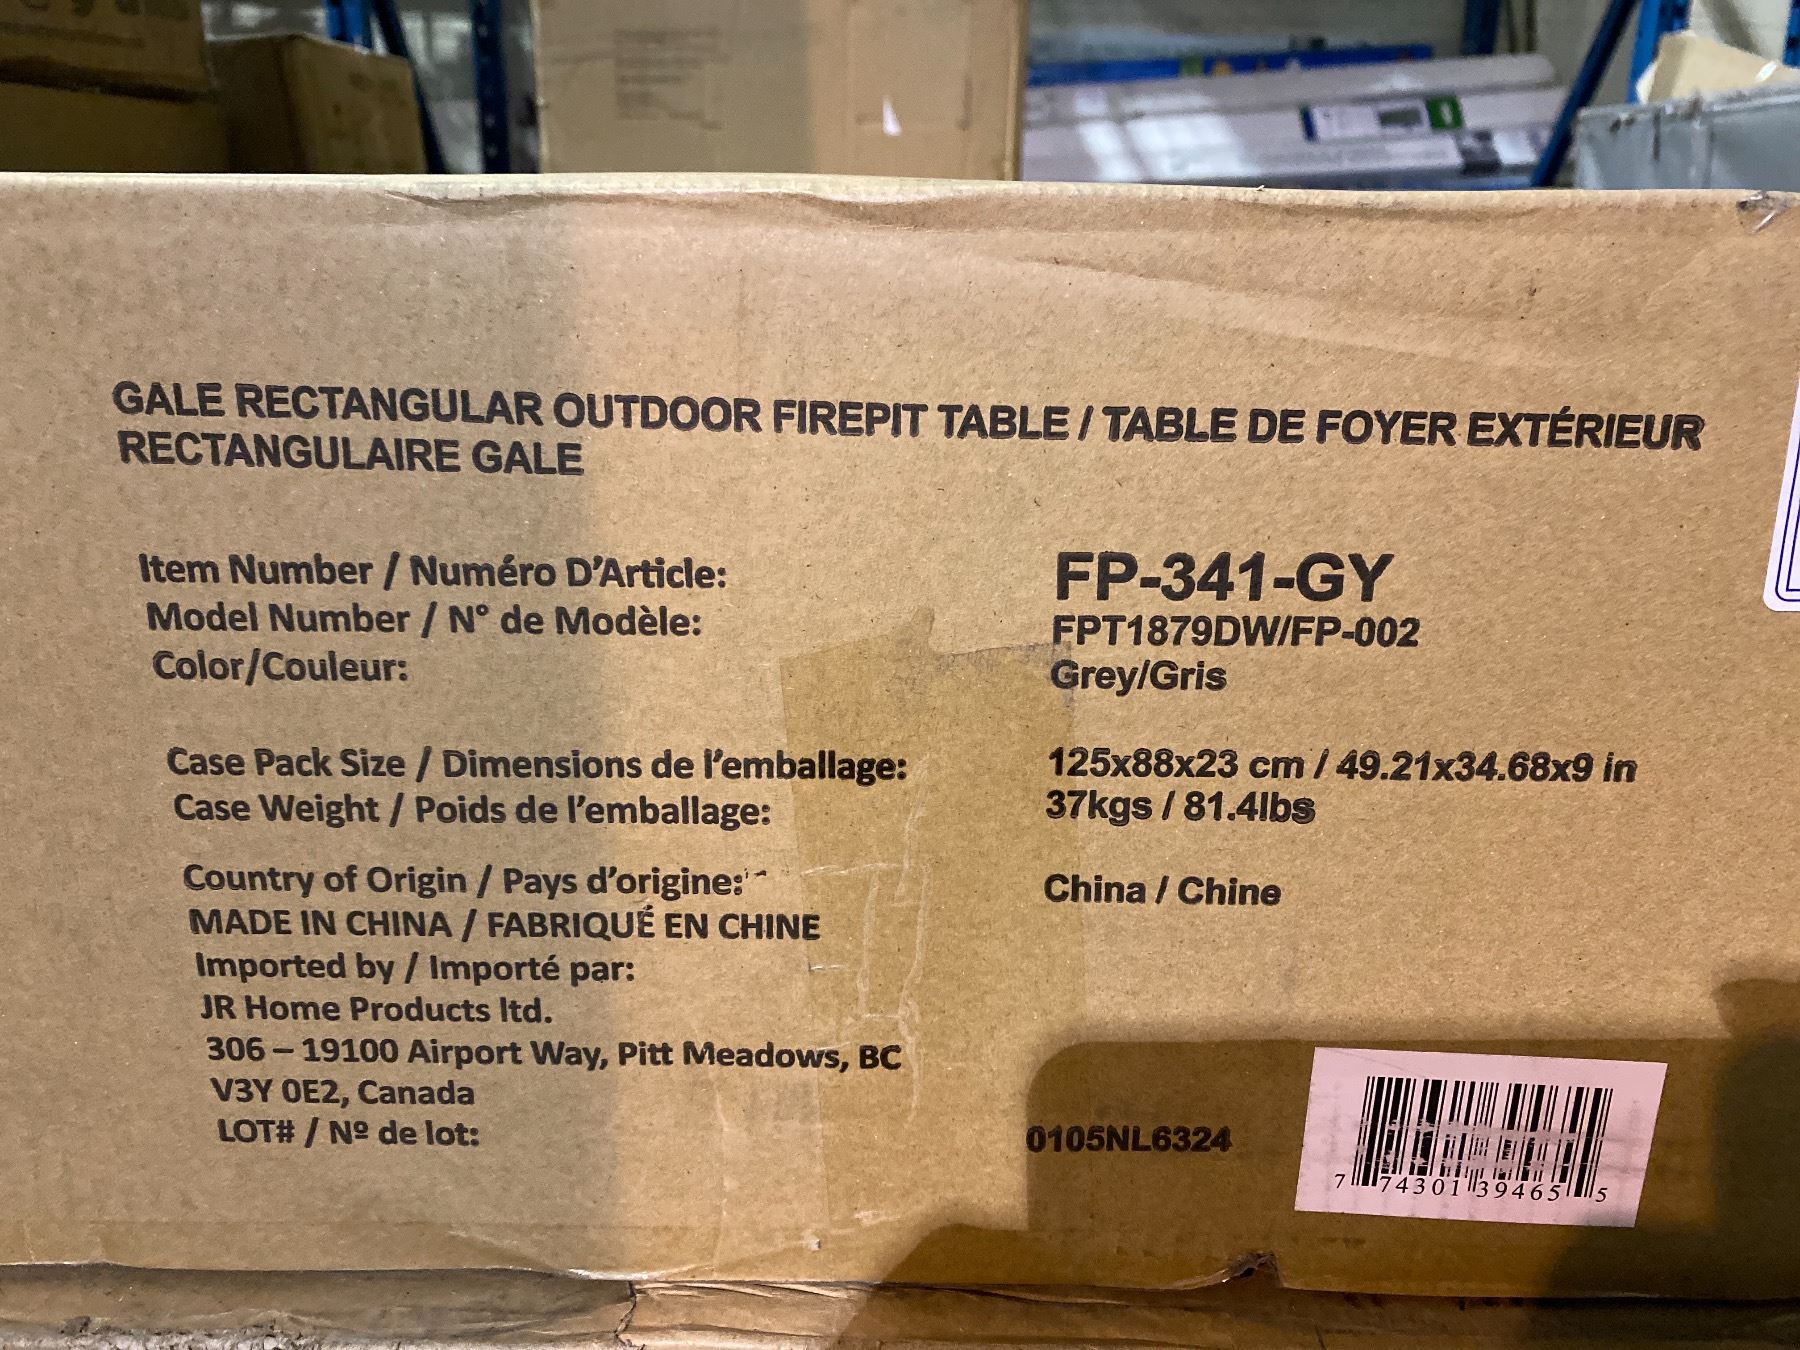 GALE RECTANGULAR OUTDOOR FIREPIT TABLE / TABLE DE FOYER EXTÉRIEUR
RECTANGULAIRE GALE
Item Number / Numéro D'Article: FP-341-GY
Model Number / N° de Modèle: FPT1879DW/FP-002
Color/Couleur: Grey/Gris
Case Pack Size / Dimensions de l'emballage: 125x88x23 cm / 49.21x34.68x9 in
Case Weight / Poids de l'emballage: 37kgs / 81.4lbs
Country of Origin / Pays d'origine: China / Chine
MADE IN CHINA / FABRIQUÉ EN CHINE
Imported by / Importé par:
JR Home Products ltd.
306 – 19100 Airport Way, Pitt Meadows, BC
V3Y 0E2, Canada
LOT# / Nº de lot: 0105NL6324
7 74301 39465 5